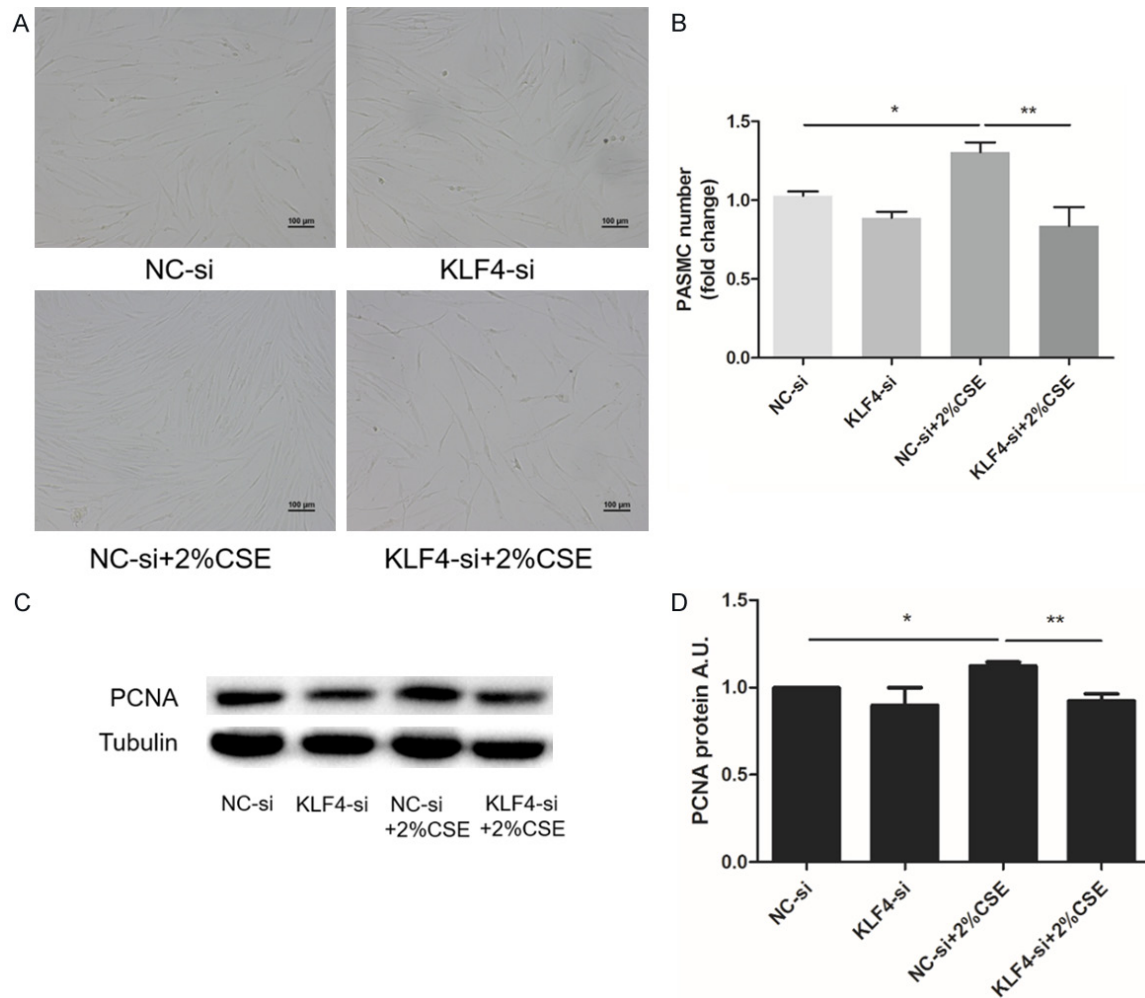 A
100 µm
100 µm
NC-si
KLF4-si
100 µm
100 µm
NC-si+2%CSE
KLF4-si+2%CSE
B
PASMC number
(fold change)
1.5
1.0
0.5
0.0
*
**
NC-si
KLF4-si
NC-si+2%CSE
KLF4-si+2%CSE
C
PCNA
Tubulin
NC-si
KLF4-si
NC-si
+2%CSE
KLF4-si
+2%CSE
D
PCNA protein A.U.
1.5
1.0
0.5
0.0
*
**
NC-si
KLF4-si
NC-si+2%CSE
KLF4-si+2%CSE